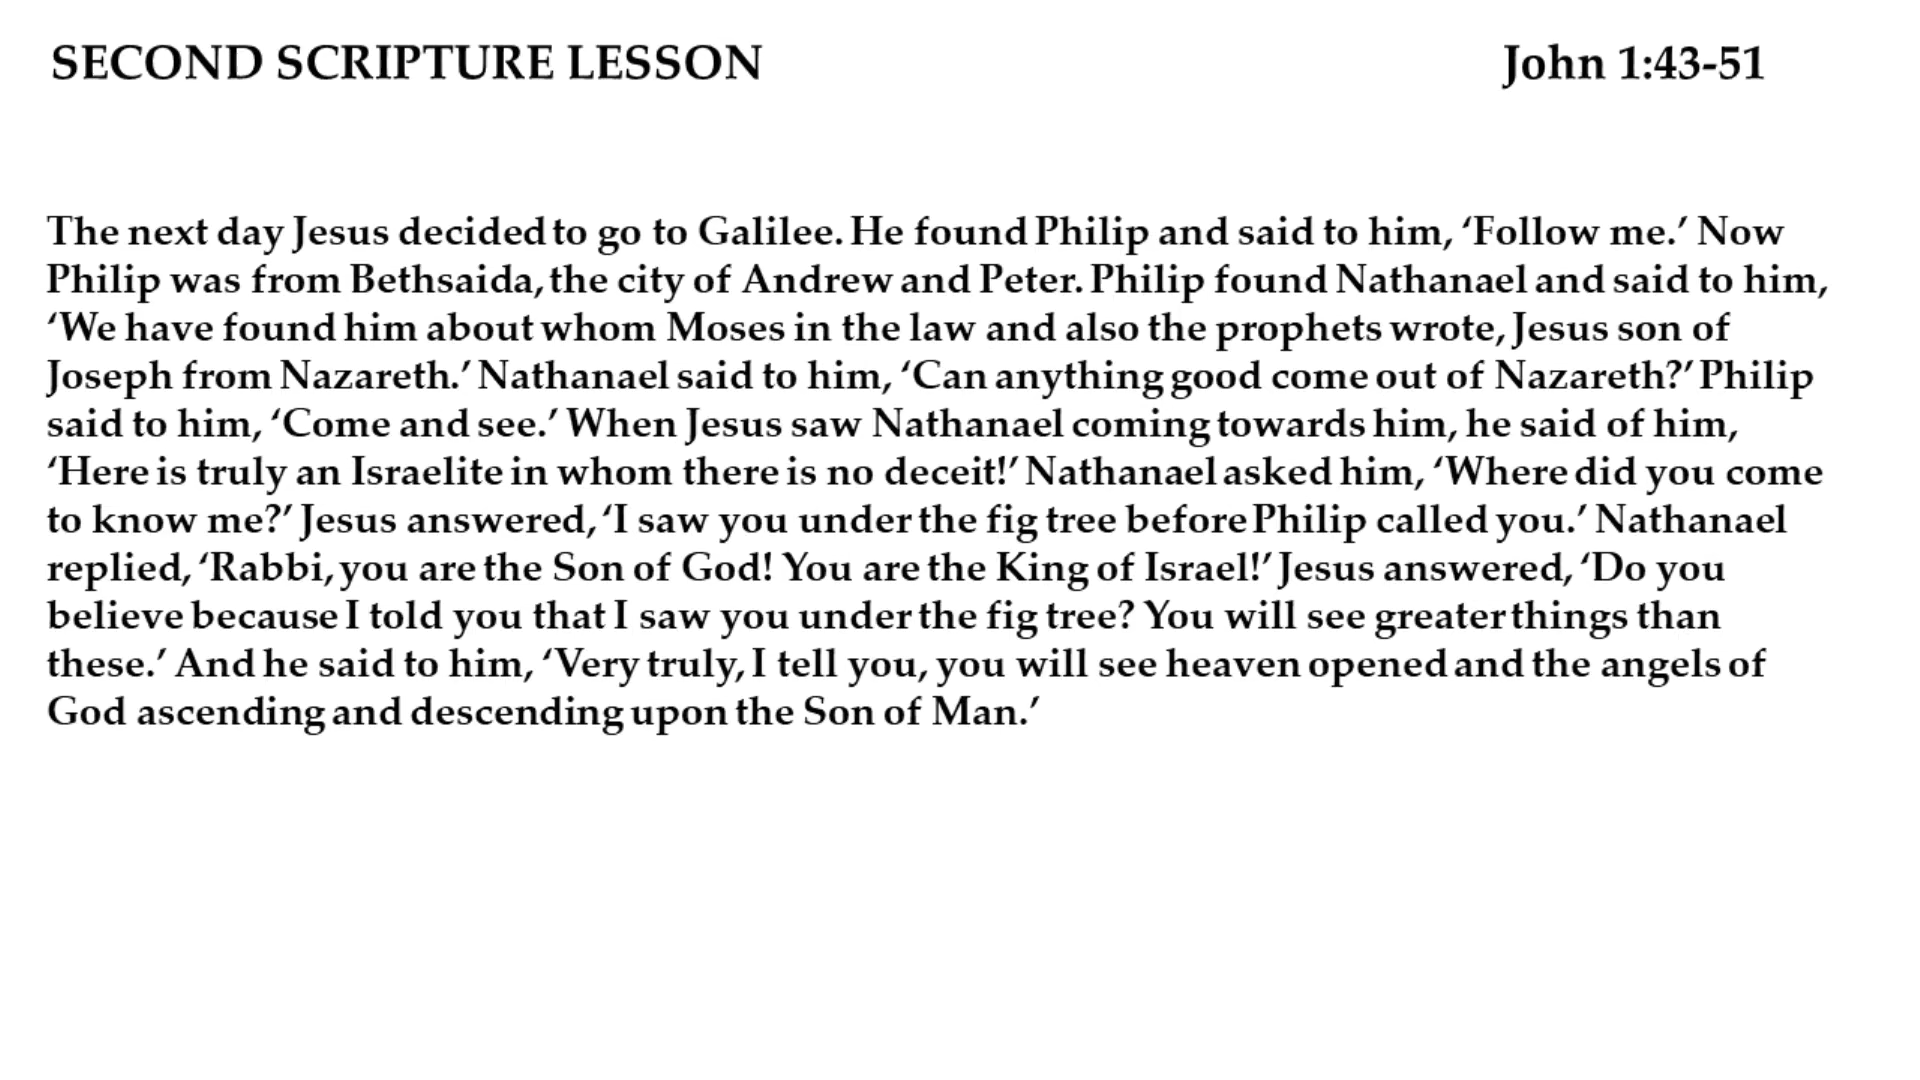 SECOND SCRIPTURE LESSON John 1:43-51
The next day Jesus decided to go to Galilee. He found Philip and said to him, ‘Follow me.’ Now
Philip was from Bethsaida, the city of Andrew and Peter. Philip found Nathanael and said to him,
‘We have found him about whom Moses in the law and also the prophets wrote, Jesus son of
Joseph from Nazareth.’ Nathanael said to him, ‘Can anything good come out of Nazareth?’ Philip
said to him, ‘Come and see.’ When Jesus saw Nathanael coming towards him, he said of him,
‘Here is truly an Israelite in whom there is no deceit!’ Nathanael asked him, ‘Where did you come
to know me?’ Jesus answered, ‘I saw you under the fig tree before Philip called you.’ Nathanael
replied, ‘Rabbi, you are the Son of God! You are the King of Israel!’ Jesus answered, ‘Do you
believe because I told you that I saw you under the fig tree? You will see greater things than
these.’ And he said to him, ‘Very truly, I tell you, you will see heaven opened and the angels of
God ascending and descending upon the Son of Man.’